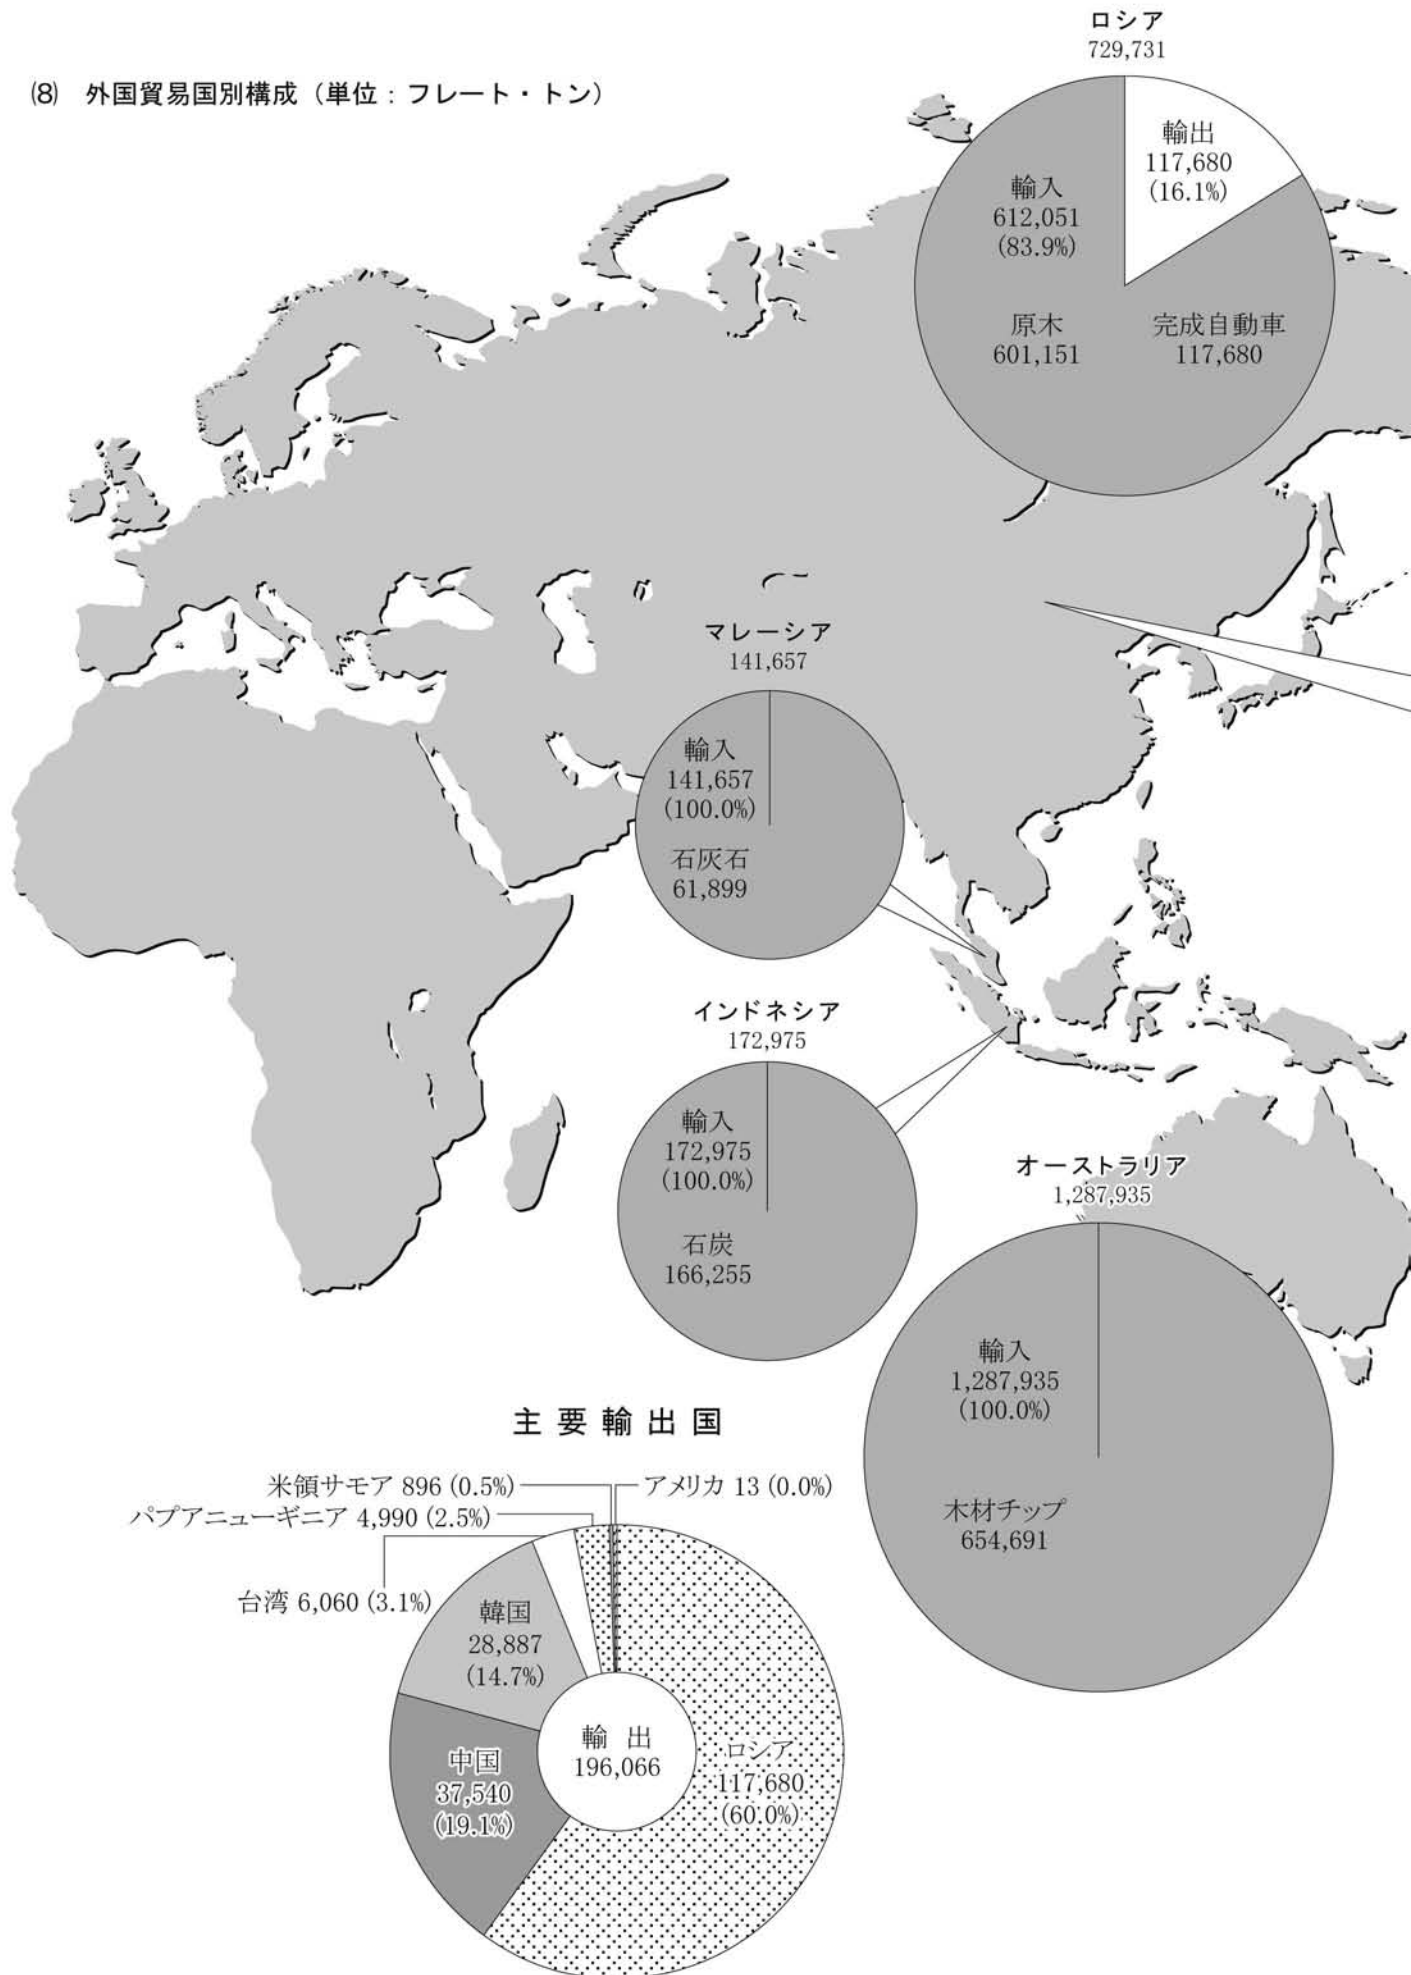 ⑻ 外国貿易国別構成（単位：フレート・トン）
ロシア
729,731
輸出
117,680
(16.1%)
輸入
612,051
(83.9%)
原木
601,151
完成自動車
117,680
マレーシア
141,657
輸入
141,657
(100.0%)
石灰石
61,899
インドネシア
172,975
輸入
172,975
(100.0%)
石炭
166,255
オーストラリア
1,287,935
輸入
1,287,935
(100.0%)
木材チップ
654,691
主要輸出国
米領サモア 896 (0.5%)
アメリカ 13 (0.0%)
パプアニューギニア 4,990 (2.5%)
台湾 6,060 (3.1%)
韓国
28,887
(14.7%)
中国
37,540
(19.1%)
輸 出
196,066
ロシア
117,680
(60.0%)